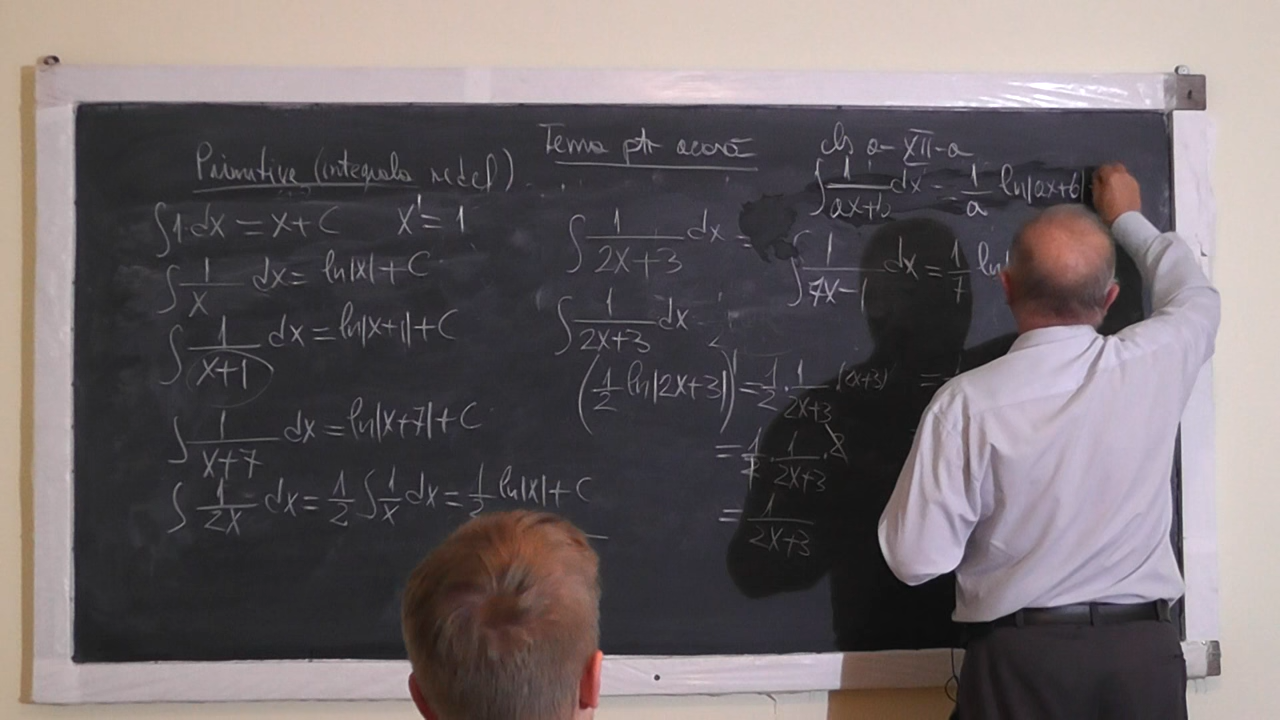 Primitive (integrala nedef)
∫1·dx = x+C x' = 1
∫1/x dx = ln|x|+C
∫1/(x+1) dx = ln|x+1|+C
∫1/(x+7) dx = ln|x+7|+C
∫1/(2x) dx = 1/2 ∫1/x dx = 1/2 ln|x|+C
Tema ptr acasă
∫1/(2x+3) dx =
∫1/(2x+3) dx
(1/2 ln|2x+3|)' = 1/2 · 1/(2x+3) · (2x+3)' =
= 1/2 · 1/(2x+3) · 2
= 1/(2x+3)
cls a-XII-a
∫1/(ax+b) dx = 1/a ln|ax+b|
∫1/(7x-1) dx = 1/7 ln